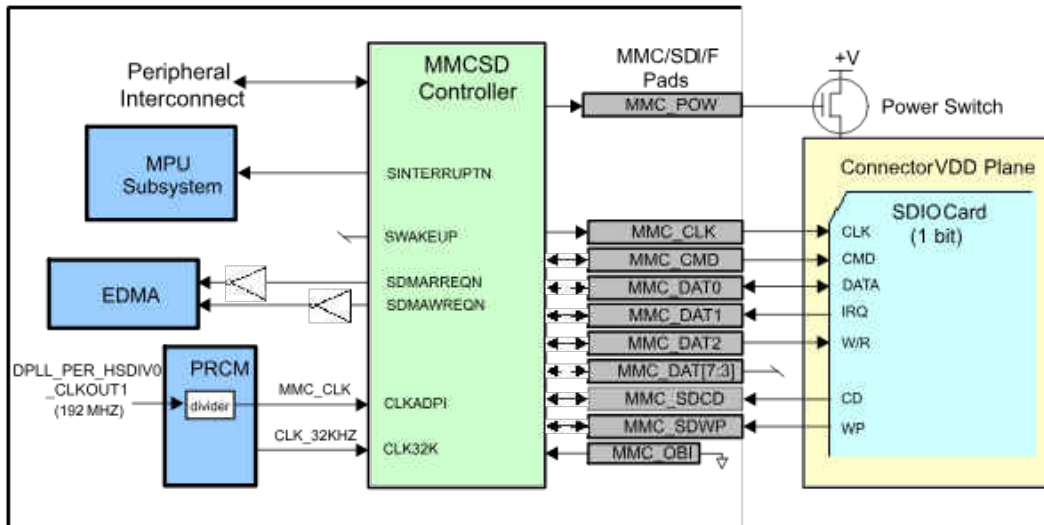 Peripheral
Interconnect
MPU
Subsystem
EDMA
PRCM
DPLL_PER_HSDIV0
_CLKOUT1
(192 MHZ)
divider
MMC_CLK
CLK_32KHZ
MMCSD
Controller
SINTERRUPTN
SWAKEUP
SDMARREQN
SDMAWREQN
CLKADPI
CLK32K
MMC/SDI/F
Pads
MMC_POW
MMC_CLK
MMC_CMD
MMC_DAT0
MMC_DAT1
MMC_DAT2
MMC_DAT[7:3]
MMC_SDCD
MMC_SDWP
MMC_OBI
+V
Power Switch
ConnectorVDD Plane
SDIOCard
(1 bit)
CLK
CMD
DATA
IRQ
W/R
CD
WP